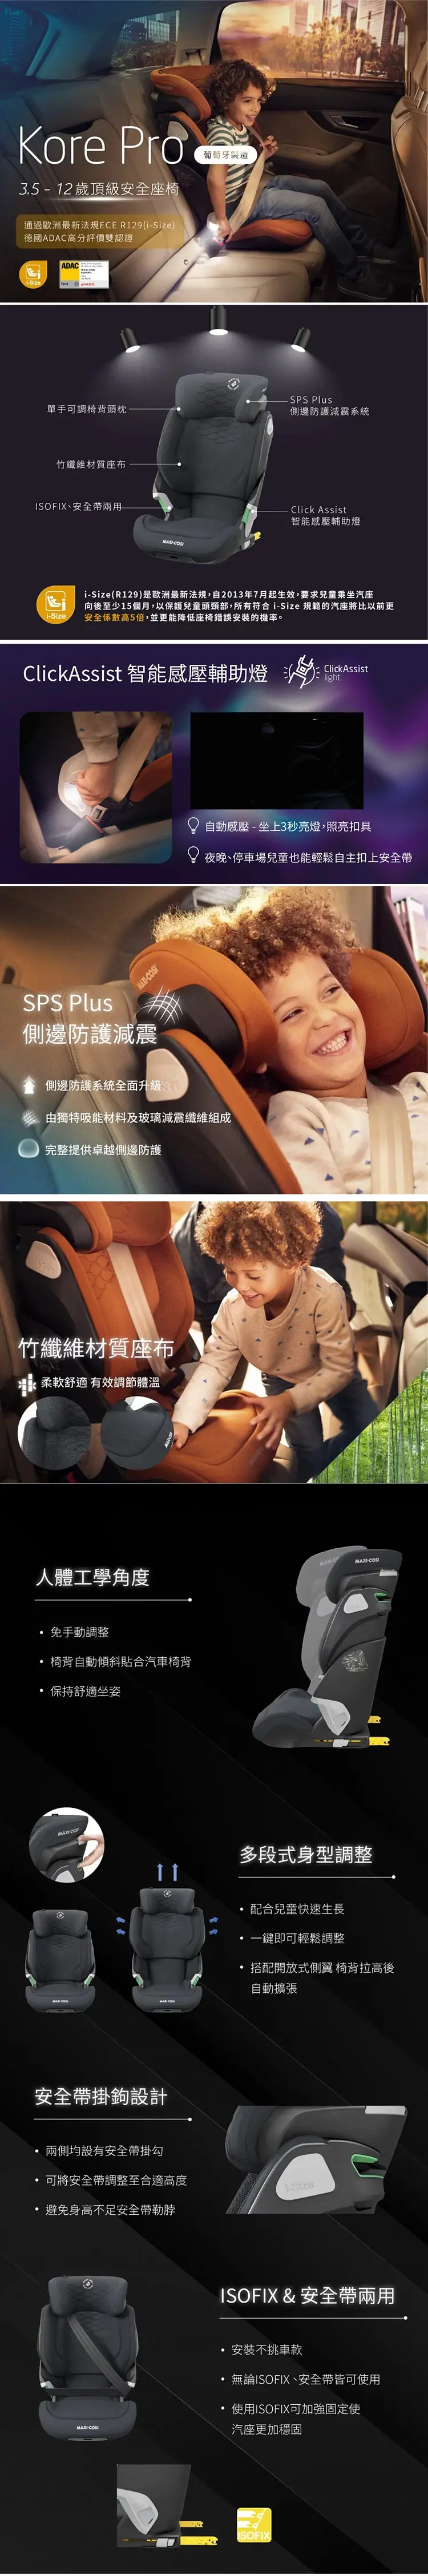 Kore Pro
葡萄牙製造
3.5 - 12 歲頂級安全座椅
通過歐洲最新法規ECE R129(i-Size)
德國ADAC高分評價雙認證
i-Size
ADAC
單手可調椅背頭枕
SPS Plus
側邊防護減震系統
竹纖維材質座布
ISOFIX、安全帶兩用
Click Assist
智能感壓輔助燈
MAXI-COSI
i-Size
i-Size(R129)是歐洲最新法規，自2013年7月起生效，要求兒童乘坐汽座
向後至少15個月，以保護兒童頭頸部，所有符合 i-Size 規範的汽座將比以前更
安全係數高5倍，並更能降低座椅錯誤安裝的機率。
ClickAssist 智能感壓輔助燈
ClickAssist
light
自動感壓 - 坐上3秒亮燈，照亮扣具
夜晚、停車場兒童也能輕鬆自主扣上安全帶
MAXI-COSI
SPS Plus
側邊防護減震
側邊防護系統全面升級
由獨特吸能材料及玻璃減震纖維組成
完整提供卓越側邊防護
竹纖維材質座布
柔軟舒適 有效調節體溫
MAXI-COSI
人體工學角度
• 免手動調整
• 椅背自動傾斜貼合汽車椅背
• 保持舒適坐姿
MAXI-COSI
MAXI-COSI
MAXI-COSI
多段式身型調整
• 配合兒童快速生長
• 一鍵即可輕鬆調整
• 搭配開放式側翼 椅背拉高後
自動擴張
MAXI-COSI
MAXI-COSI
安全帶掛鉤設計
• 兩側均設有安全帶掛勾
• 可將安全帶調整至合適高度
• 避免身高不足安全帶勒脖
i-Size
ISOFIX & 安全帶兩用
• 安裝不挑車款
• 無論ISOFIX、安全帶皆可使用
• 使用ISOFIX可加強固定使
汽座更加穩固
MAXI-COSI
ISOFIX